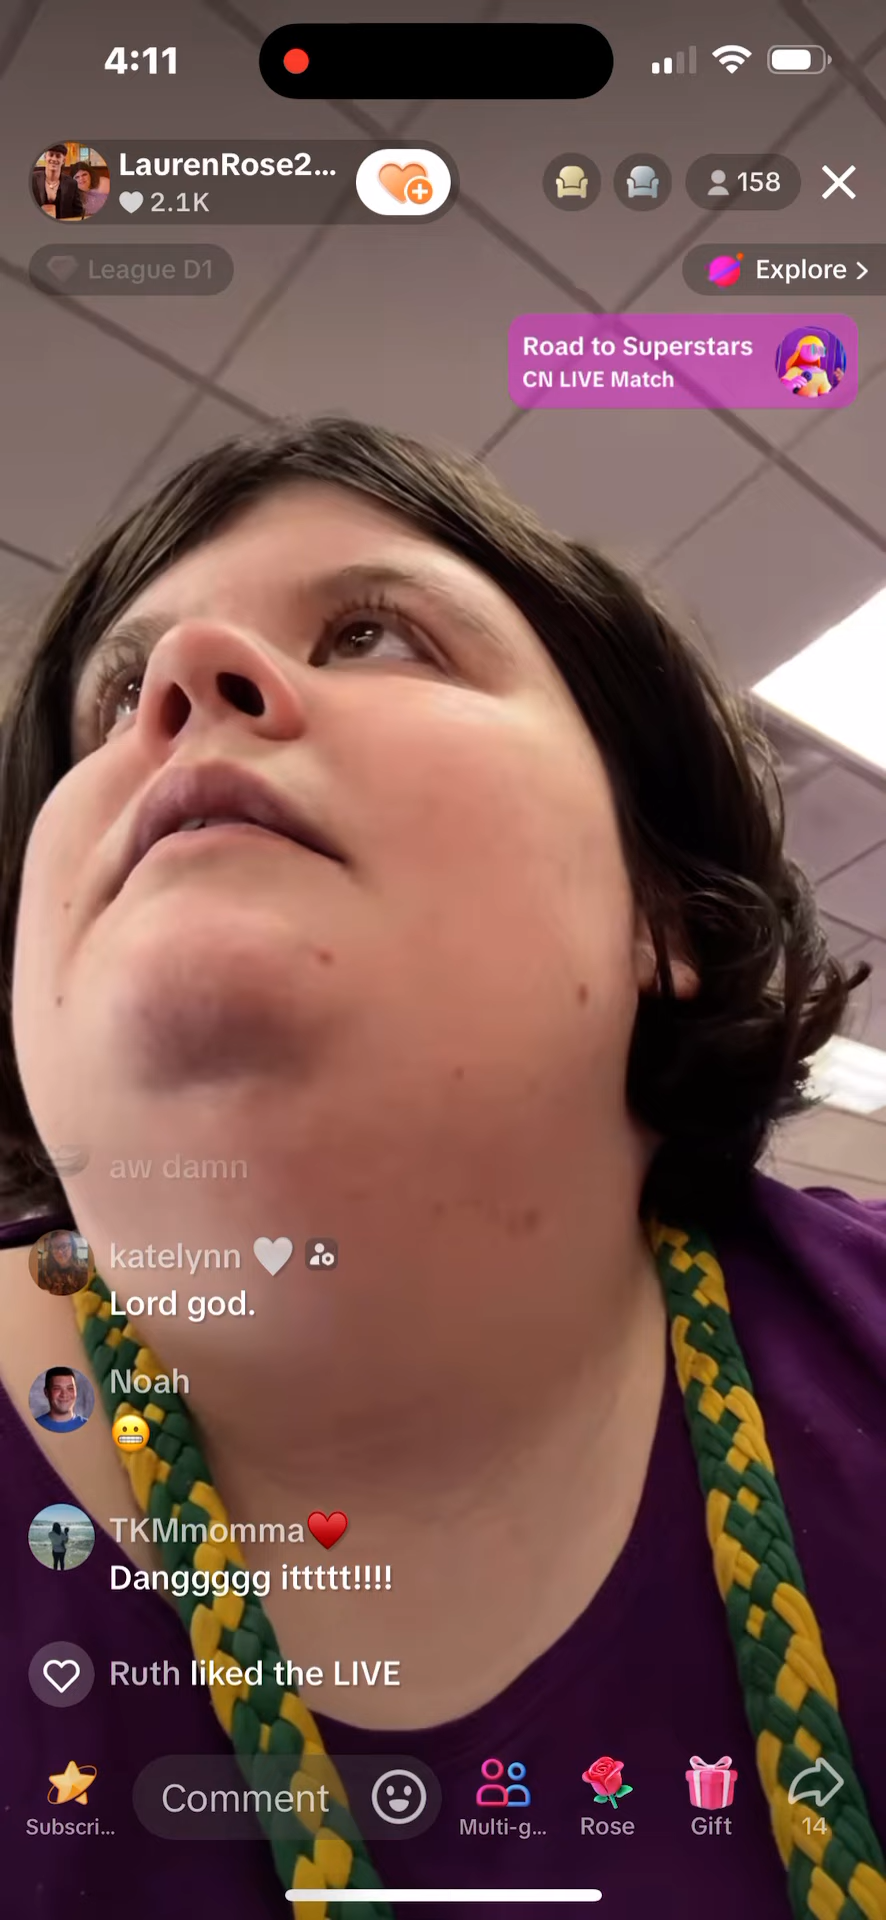 4:11
LaurenRose2...
2.1K
158
League D1
Explore >
Road to Superstars
CN LIVE Match
aw damn
katelynn 🤍
Lord god.
Noah
😬
TKMmomma♥️
Danggggg ittttt!!!!
Ruth liked the LIVE
Comment
Subscri...
Multi-g...
Rose
Gift
14